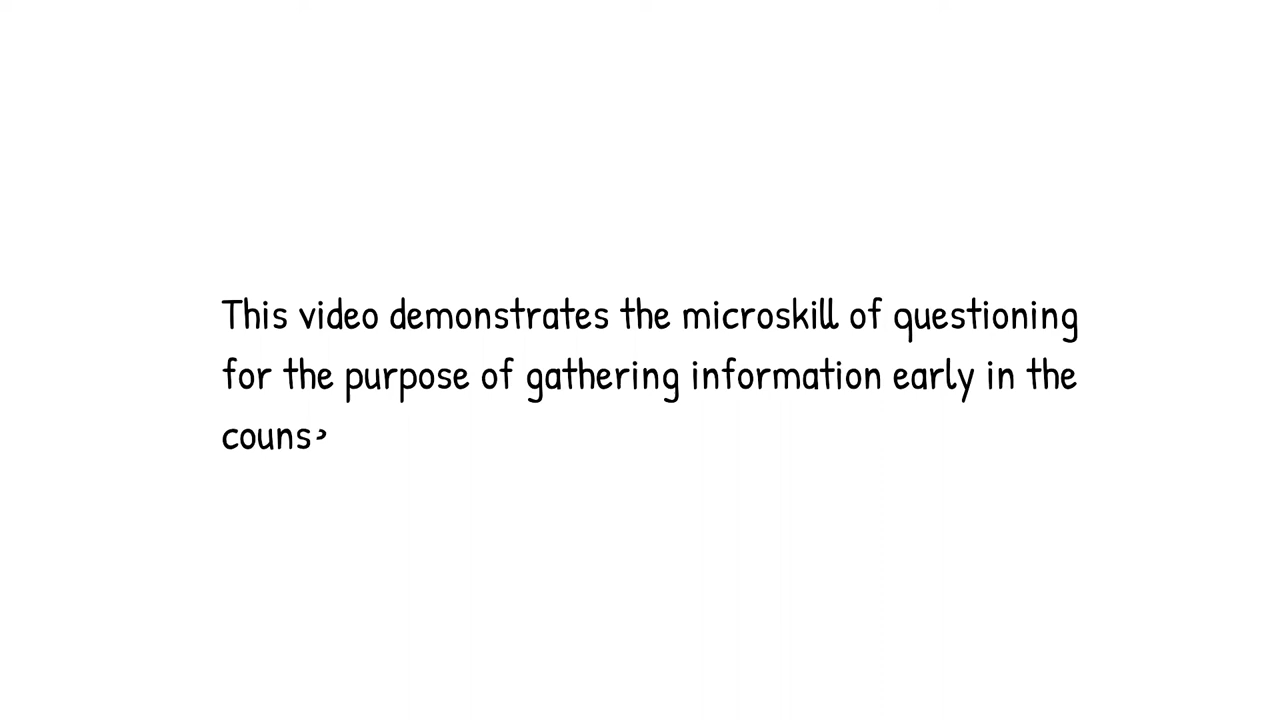 This video demonstrates the microskill of questioning
for the purpose of gathering information early in the
couns